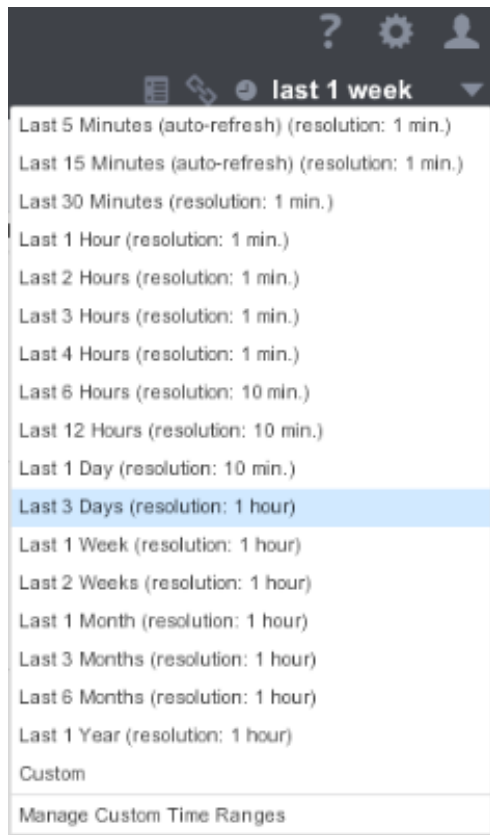 ?
last 1 week
Last 5 Minutes (auto-refresh) (resolution: 1 min.)
Last 15 Minutes (auto-refresh) (resolution: 1 min.)
Last 30 Minutes (resolution: 1 min.)
Last 1 Hour (resolution: 1 min.)
Last 2 Hours (resolution: 1 min.)
Last 3 Hours (resolution: 1 min.)
Last 4 Hours (resolution: 1 min.)
Last 6 Hours (resolution: 10 min.)
Last 12 Hours (resolution: 10 min.)
Last 1 Day (resolution: 10 min.)
Last 3 Days (resolution: 1 hour)
Last 1 Week (resolution: 1 hour)
Last 2 Weeks (resolution: 1 hour)
Last 1 Month (resolution: 1 hour)
Last 3 Months (resolution: 1 hour)
Last 6 Months (resolution: 1 hour)
Last 1 Year (resolution: 1 hour)
Custom
Manage Custom Time Ranges